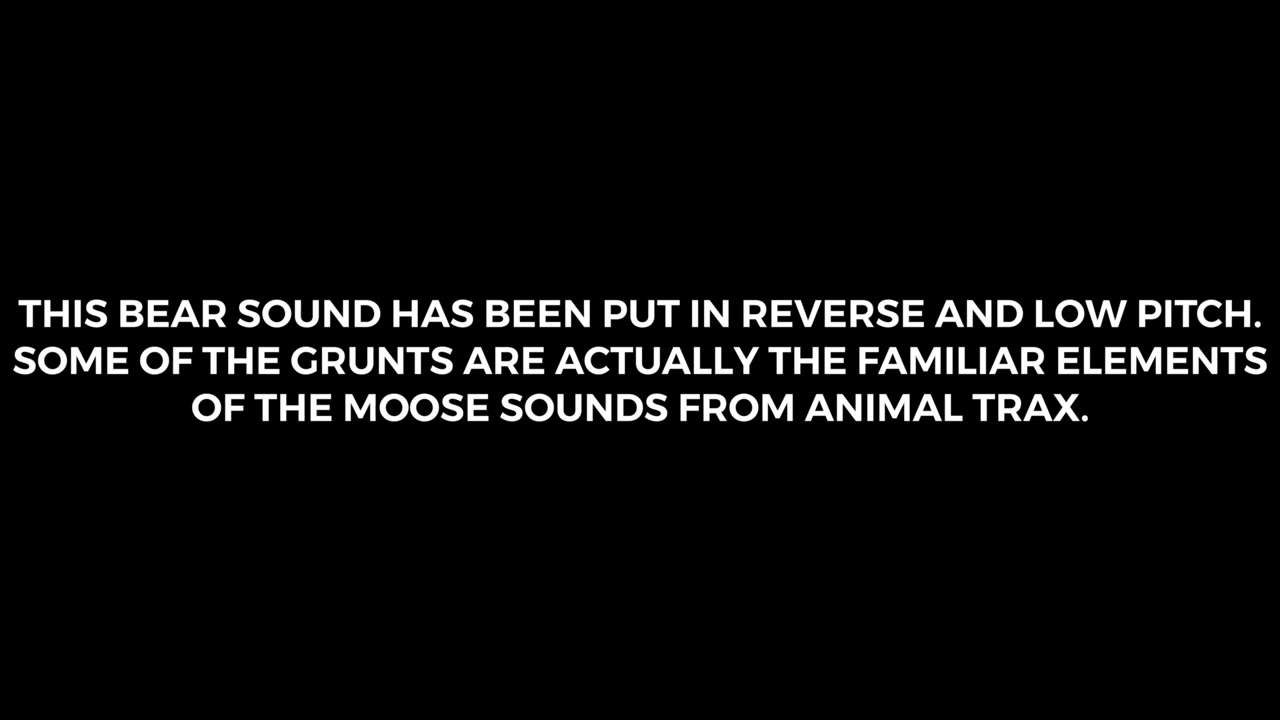 THIS BEAR SOUND HAS BEEN PUT IN REVERSE AND LOW PITCH.
SOME OF THE GRUNTS ARE ACTUALLY THE FAMILIAR ELEMENTS
OF THE MOOSE SOUNDS FROM ANIMAL TRAX.